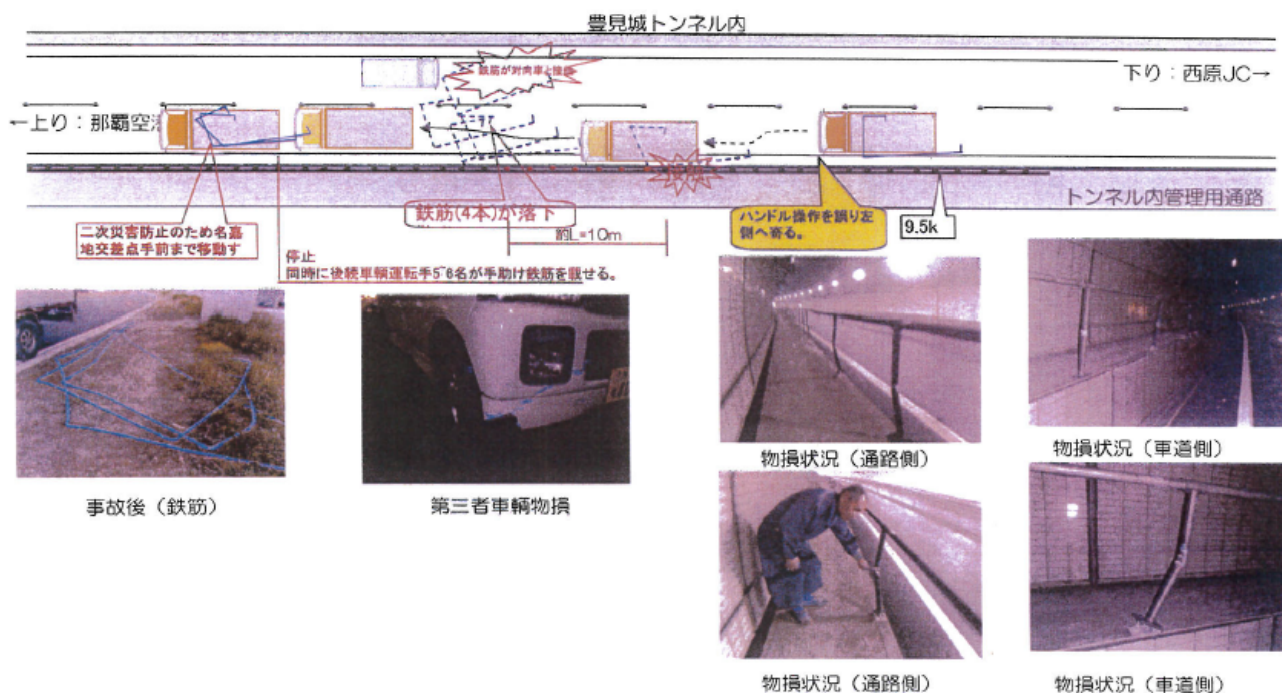 豊見城トンネル内
鉄筋が対向車と接触
下り:西原JC→
←上り:那覇空港
鉄筋(4本)が落下
ハンドル操作を誤り左
側へ寄る。
9.5k
トンネル内管理用通路
二次災害防止のため名嘉
地交差点手前まで移動す
約L=10m
停止
同時に後続車輌運転手5~6名が手助け鉄筋を載せる。
事故後(鉄筋)
第三者車輌物損
物損状況(通路側)
物損状況(車道側)
物損状況(通路側)
物損状況(車道側)